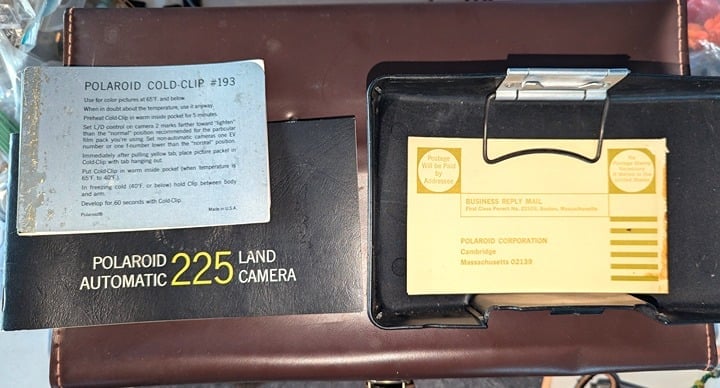 POLAROID COLD-CLIP #193
Use for color pictures at 65°F. and below.
When in doubt about the temperature, use it anyway.
Preheat Cold-Clip in warm inside pocket for 5 minutes.
Set L/D control on camera 2 marks farther toward "lighten"
than the "normal" position recommended for the particular
film pack you're using. Set non-automatic cameras one EV
number or one f-number lower than the "normal" position.
Immediately after pulling yellow tab, place picture packet in
Cold-Clip with tab hanging out.
Put Cold-Clip in warm inside pocket (when temperature is
65°F. to 40°F.).
In freezing cold (40°F. or below) hold Clip between body
and arm.
Develop for 60 seconds with Cold-Clip.
Polaroid® Made in U.S.A.
POLAROID AUTOMATIC 225 LAND CAMERA
Postage
Will be Paid
by
Addressee
No
Postage Stamp
Necessary
If Mailed in the
United States
BUSINESS REPLY MAIL
First Class Permit No. Boston, Massachusetts
POLAROID CORPORATION
Cambridge
Massachusetts 02139